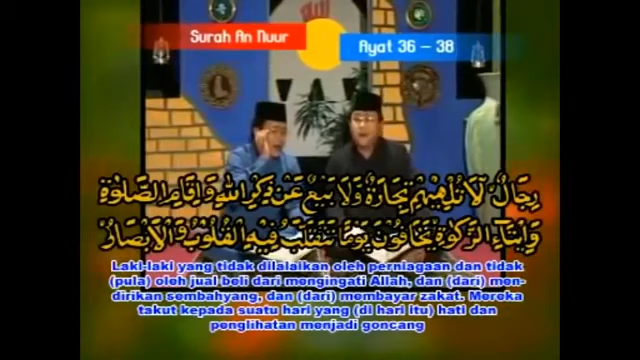 Surah An Nuur
Ayat 36 – 38
رِجَالٌ لَّا تُلْهِيهِمْ تِجَارَةٌ وَلَا بَيْعٌ عَن ذِكْرِ اللَّهِ وَإِقَامِ الصَّلَوٰةِ
وَإِيتَاءِ الزَّكَوٰةِ يَخَافُونَ يَوْمًا تَتَقَلَّبُ فِيهِ الْقُلُوبُ وَالْأَبْصَارُ
Laki-laki yang tidak dilalaikan oleh perniagaan dan tidak
(pula) oleh jual beli dari mengingati Allah, dan (dari) men-
dirikan sembahyang, dan (dari) membayar zakat. Mereka
takut kepada suatu hari yang (di hari itu) hati dan
penglihatan menjadi goncang